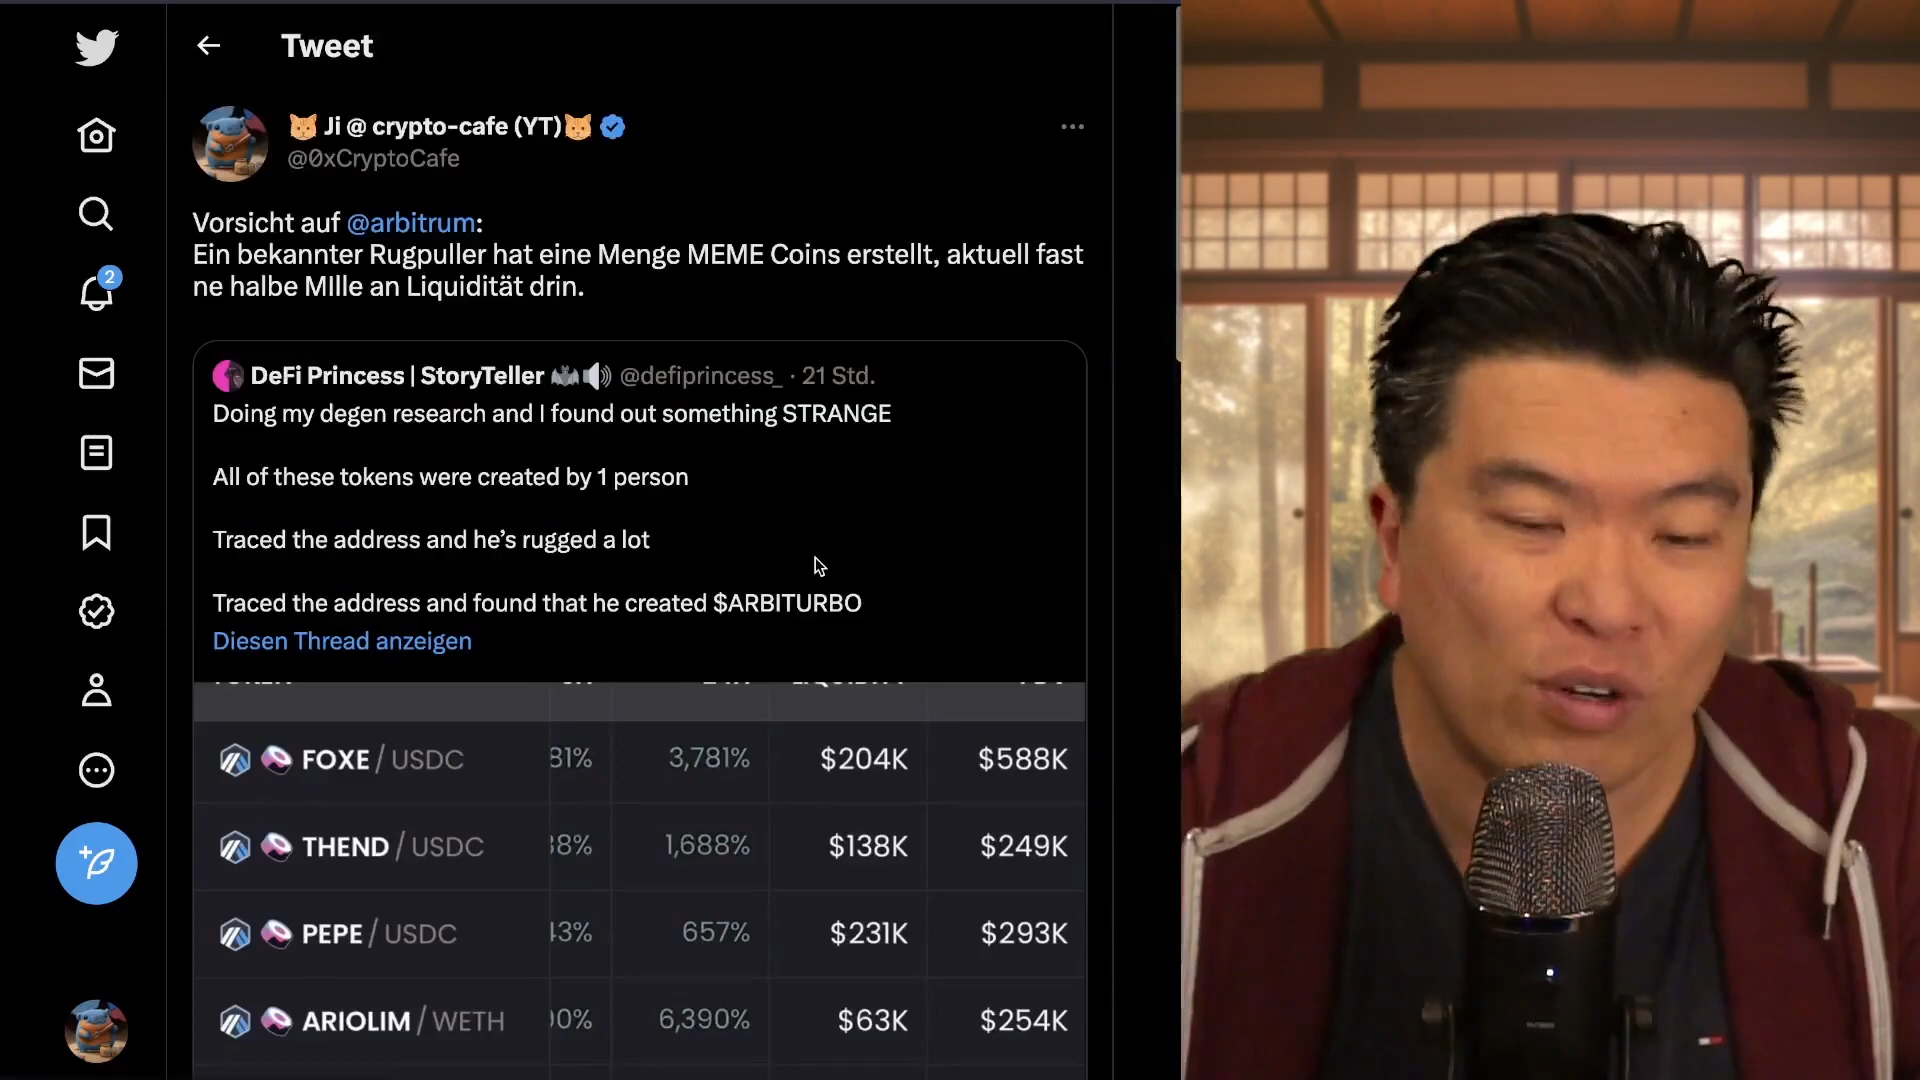 Tweet
Ji @ crypto-cafe (YT)
@0xCryptoCafe
Vorsicht auf @arbitrum:
Ein bekannter Rugpuller hat eine Menge MEME Coins erstellt, aktuell fast
ne halbe MIlle an Liquidität drin.
2
DeFi Princess | StoryTeller @defiprincess_ · 21 Std.
Doing my degen research and I found out something STRANGE
All of these tokens were created by 1 person
Traced the address and he’s rugged a lot
Traced the address and found that he created $ARBITURBO
Diesen Thread anzeigen
FOXE / USDC 81% 3,781% $204K $588K
THEND / USDC 38% 1,688% $138K $249K
PEPE / USDC 43% 657% $231K $293K
ARIOLIM / WETH 00% 6,390% $63K $254K